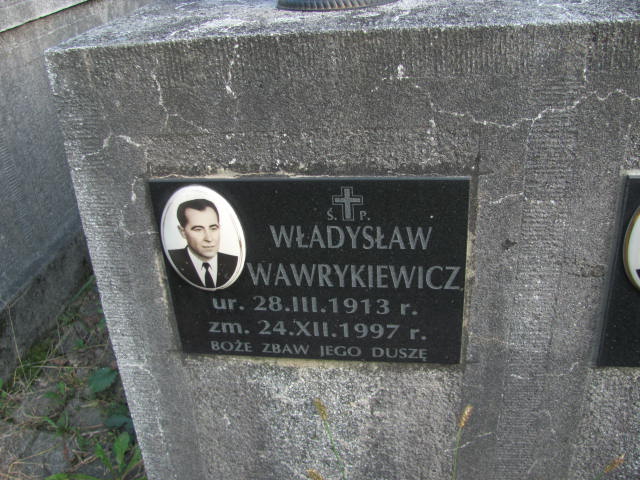 Ś. P.
WŁADYSŁAW
WAWRYKIEWICZ
ur. 28.III.1913 r.
zm. 24.XII.1997 r.
BOŻE ZBAW JEGO DUSZĘ